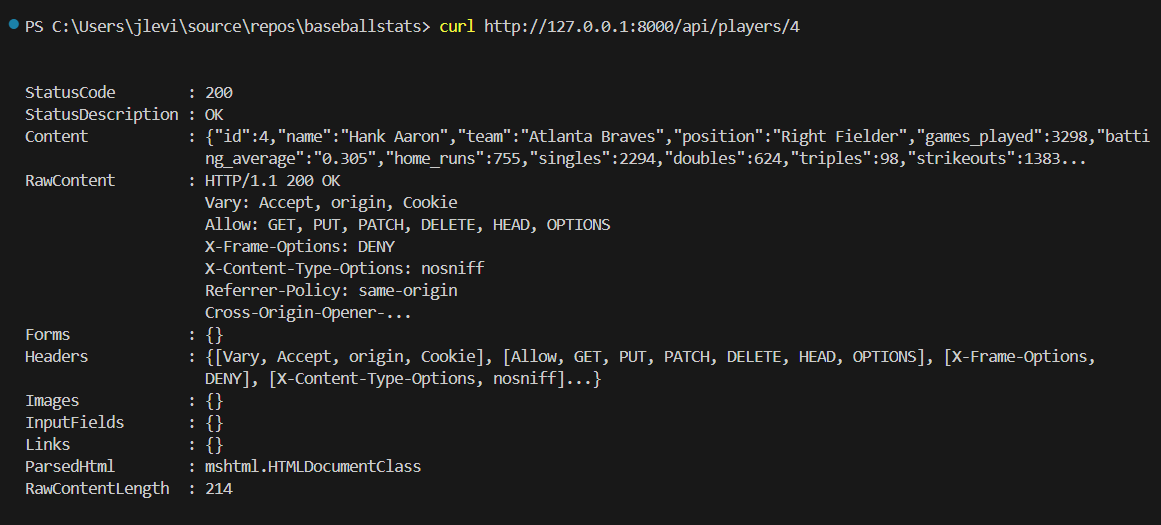 PS C:\Users\jlevi\source\repos\baseballstats> curl http://127.0.0.1:8000/api/players/4
StatusCode        : 200
StatusDescription : OK
Content           : {"id":4,"name":"Hank Aaron","team":"Atlanta Braves","position":"Right Fielder","games_played":3298,"batti
                    ng_average":"0.305","home_runs":755,"singles":2294,"doubles":624,"triples":98,"strikeouts":1383...
RawContent        : HTTP/1.1 200 OK
                    Vary: Accept, origin, Cookie
                    Allow: GET, PUT, PATCH, DELETE, HEAD, OPTIONS
                    X-Frame-Options: DENY
                    X-Content-Type-Options: nosniff
                    Referrer-Policy: same-origin
                    Cross-Origin-Opener-...
Forms             : {}
Headers           : {[Vary, Accept, origin, Cookie], [Allow, GET, PUT, PATCH, DELETE, HEAD, OPTIONS], [X-Frame-Options,
                    DENY], [X-Content-Type-Options, nosniff]...}
Images            : {}
InputFields       : {}
Links             : {}
ParsedHtml        : mshtml.HTMLDocumentClass
RawContentLength  : 214